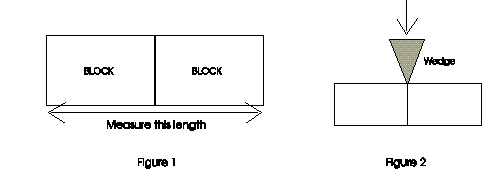 BLOCK BLOCK
Measure this length
Figure 1
Wedge
Figure 2